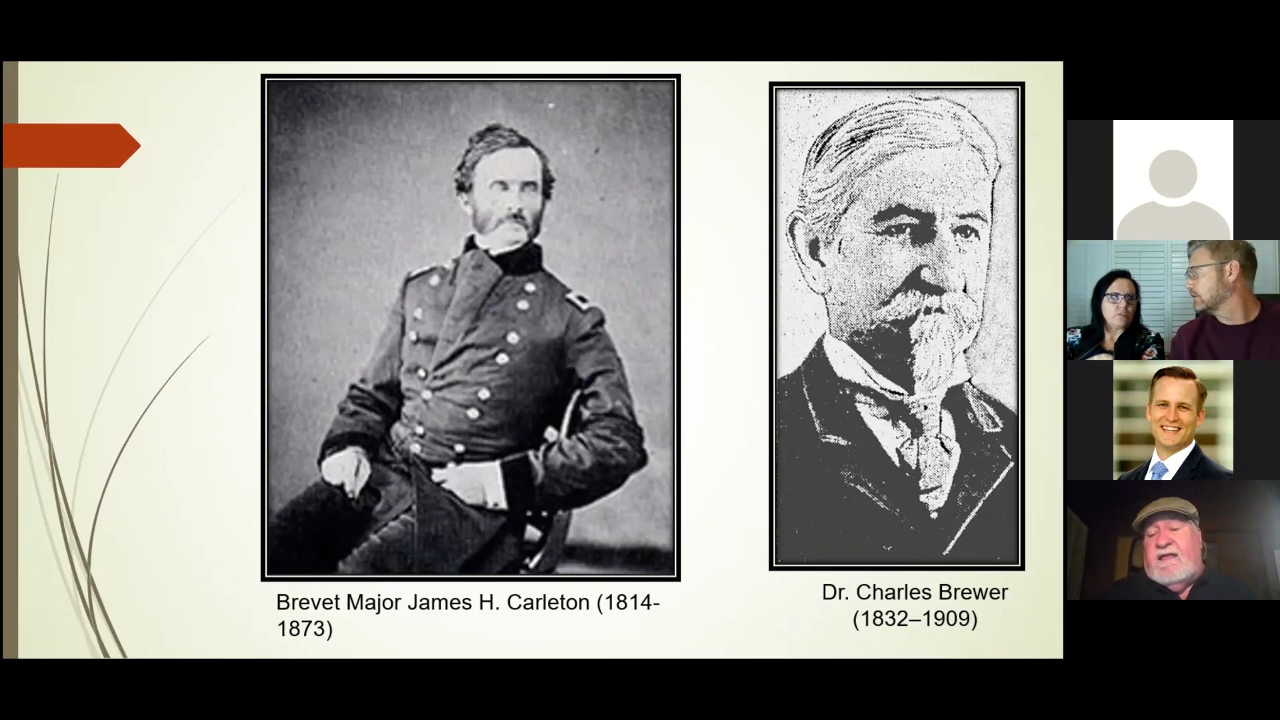 Brevet Major James H. Carleton (1814-
1873)
Dr. Charles Brewer
(1832–1909)